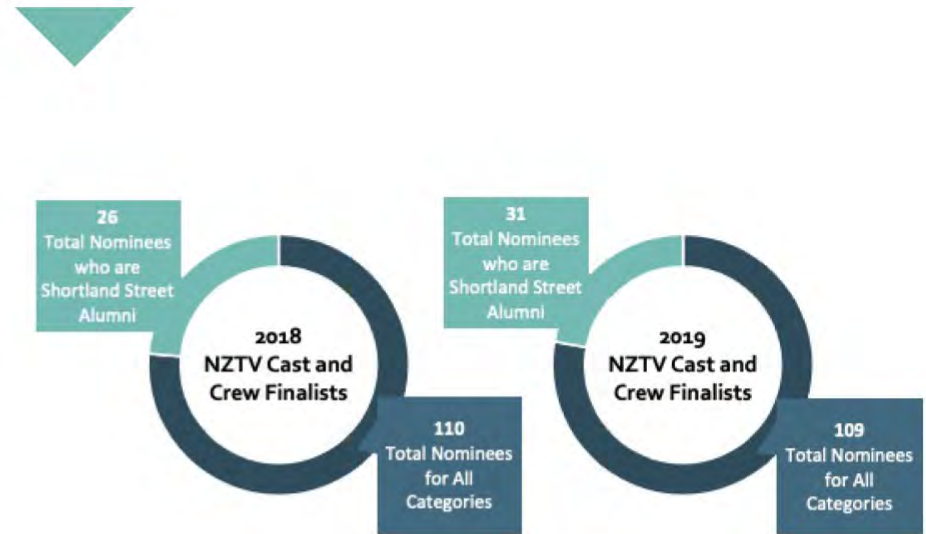 26
Total Nominees
who are
Shortland Street
Alumni
2018
NZTV Cast and
Crew Finalists
110
Total Nominees
for All
Categories
31
Total Nominees
who are
Shortland Street
Alumni
2019
NZTV Cast and
Crew Finalists
109
Total Nominees
for All
Categories